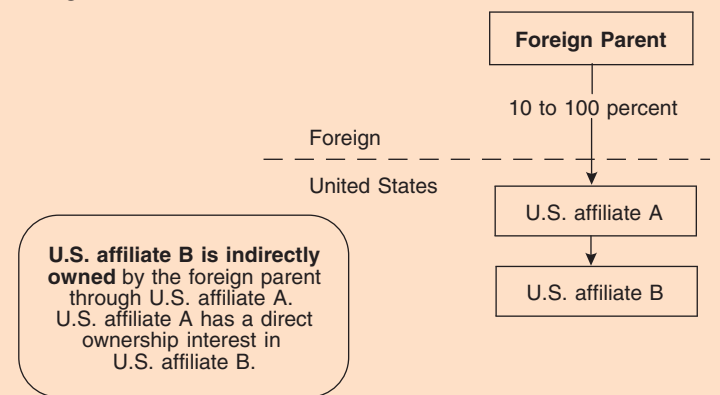 Foreign Parent
10 to 100 percent
Foreign
United States
U.S. affiliate A
U.S. affiliate B is indirectly
owned by the foreign parent
through U.S. affiliate A.
U.S. affiliate A has a direct
ownership interest in
U.S. affiliate B.
U.S. affiliate B